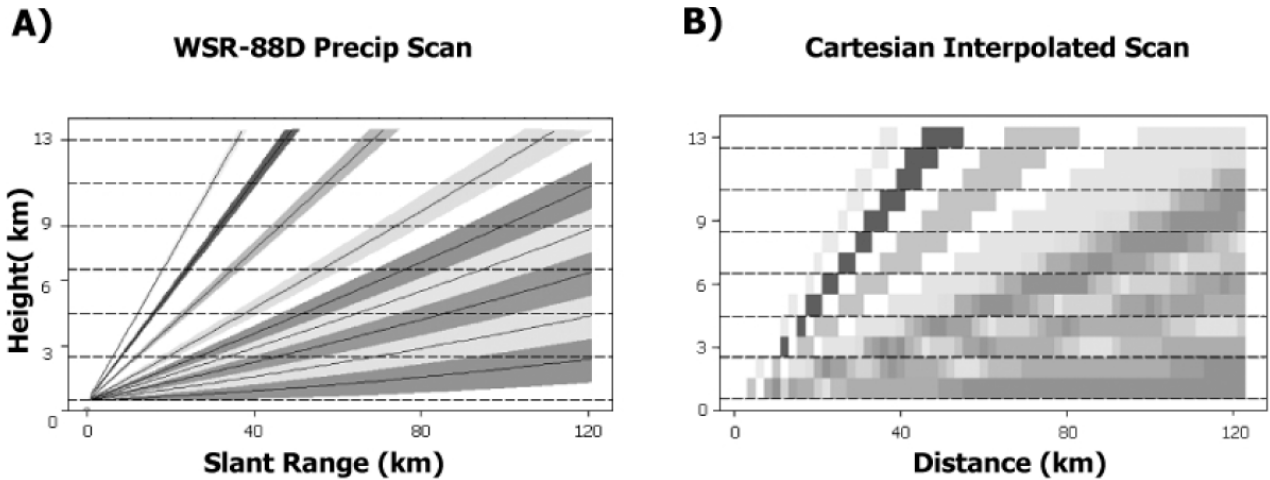 A)
WSR-88D Precip Scan
13
9
6
3
0
Height( km)
0 40 80 120
Slant Range (km)
B)
Cartesian Interpolated Scan
13
9
6
3
0
0 40 80 120
Distance (km)